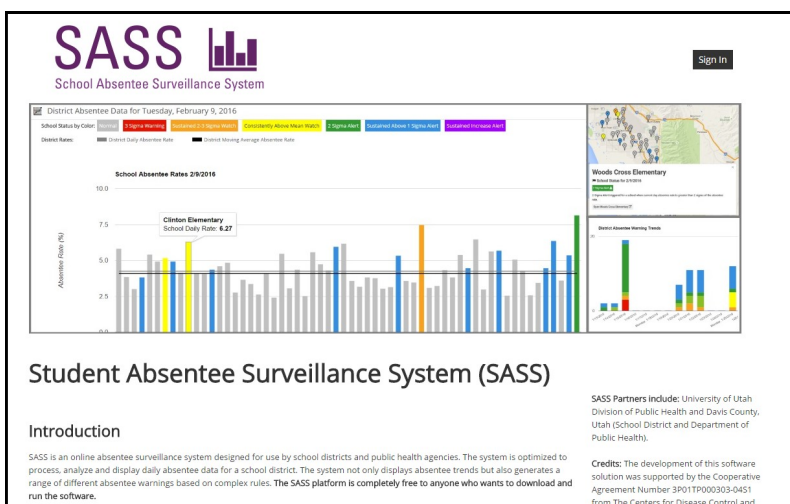 SASS
School Absentee Surveillance System
Sign In
District Absentee Data for Tuesday, February 9, 2016
School Status by Color: Normal 3 Sigma Warning Sustained 2-3 Sigma Watch Consistently Above Mean Watch 2 Sigma Alert Sustained Above 1 Sigma Alert Sustained Increase Alert
District Rates: District Daily Absentee Rate District Moving Average Absentee Rate
School Absentee Rates 2/9/2016
10.0
Clinton Elementary
School Daily Rate: 6.27
7.5
5.0
2.5
0.0
Absentee Rate (%)
Woods Cross Elementary
School Status for 2/9/2016
District Absentee Warning Trends
Student Absentee Surveillance System (SASS)
Introduction
SASS is an online absentee surveillance system designed for use by school districts and public health agencies. The system is optimized to
process, analyze and display daily absentee data for a school district. The system not only displays absentee trends but also generates a
range of different absentee warnings based on complex rules. The SASS platform is completely free to anyone who wants to download and
run the software.
SASS Partners include: University of Utah
Division of Public Health and Davis County,
Utah (School District and Department of
Public Health).
Credits: The development of this software
solution was supported by the Cooperative
Agreement Number 3P01TP000303-04S1
from The Centers for Disease Control and